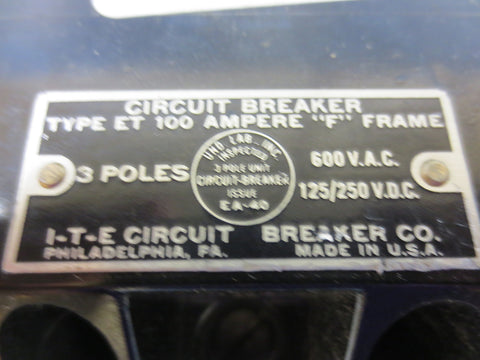 CIRCUIT BREAKER
TYPE ET 100 AMPERE "F" FRAME
3 POLES
UND. LAB., INC.
INSPECTED
3 POLE UNIT
CIRCUIT-BREAKER
ISSUE
EA-40
600 V.A.C.
125/250 V.D.C.
I-T-E CIRCUIT BREAKER CO.
PHILADELPHIA, PA. MADE IN U.S.A.